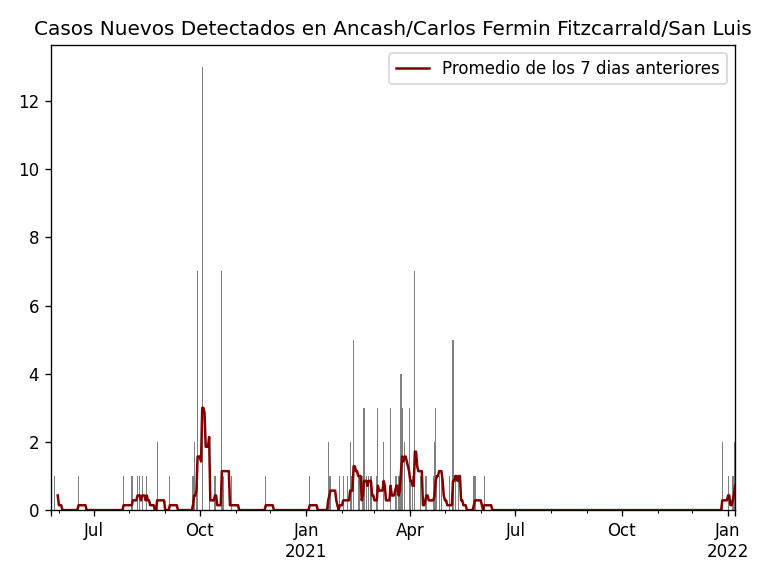 Casos Nuevos Detectados en Ancash/Carlos Fermin Fitzcarrald/San Luis
Promedio de los 7 dias anteriores
12
10
8
6
4
2
0
Jul Oct Jan Apr Jul Oct Jan
2021 2022